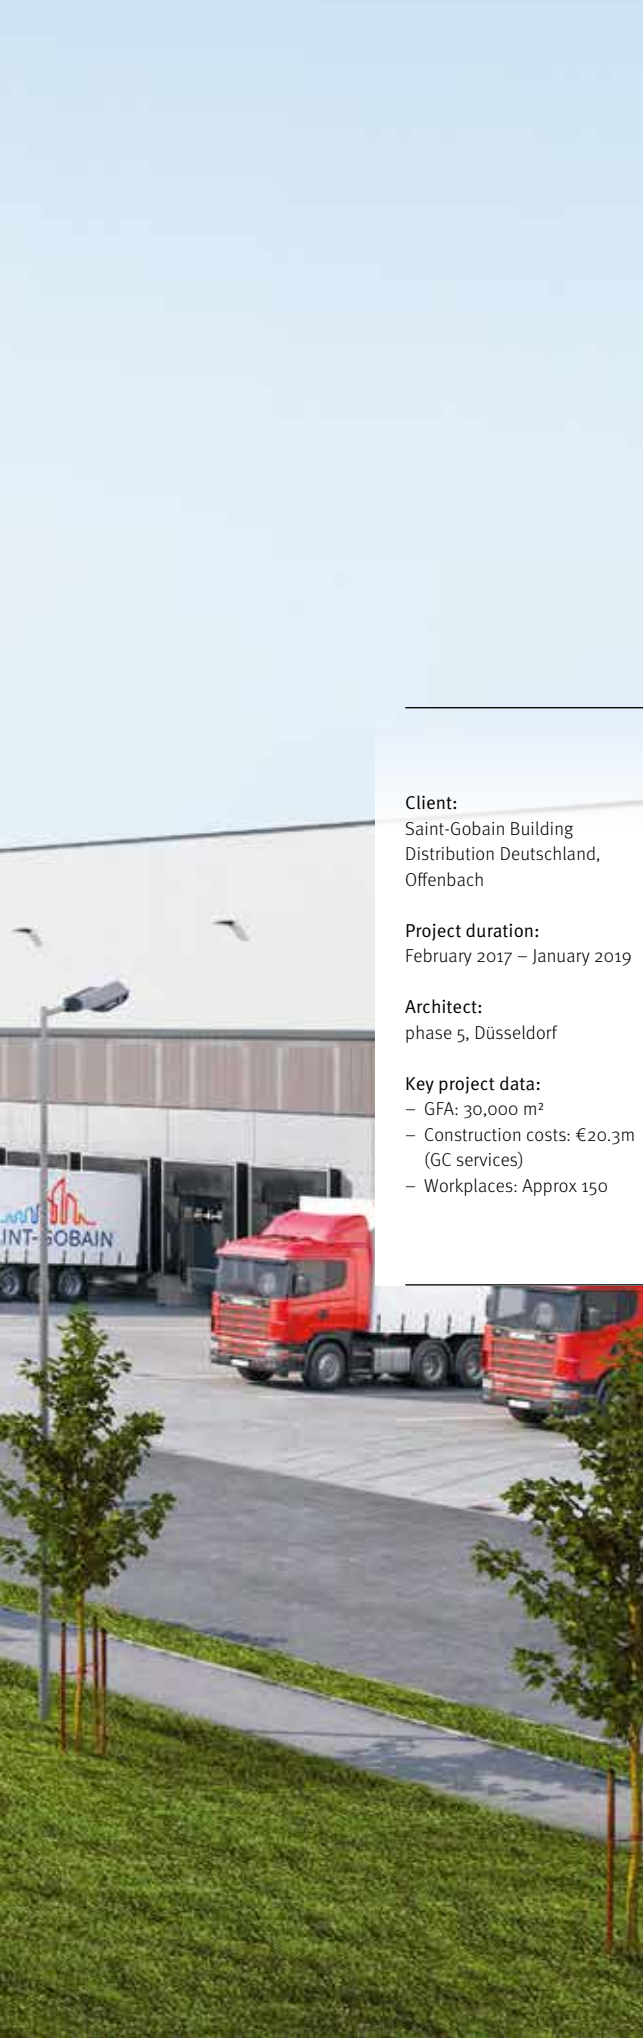 Client:
Saint-Gobain Building
Distribution Deutschland,
Offenbach
Project duration:
February 2017 – January 2019
Architect:
phase 5, Düsseldorf
Key project data:
– GFA: 30,000 m²
– Construction costs: €20.3m
(GC services)
– Workplaces: Approx 150
INT-GOBAIN